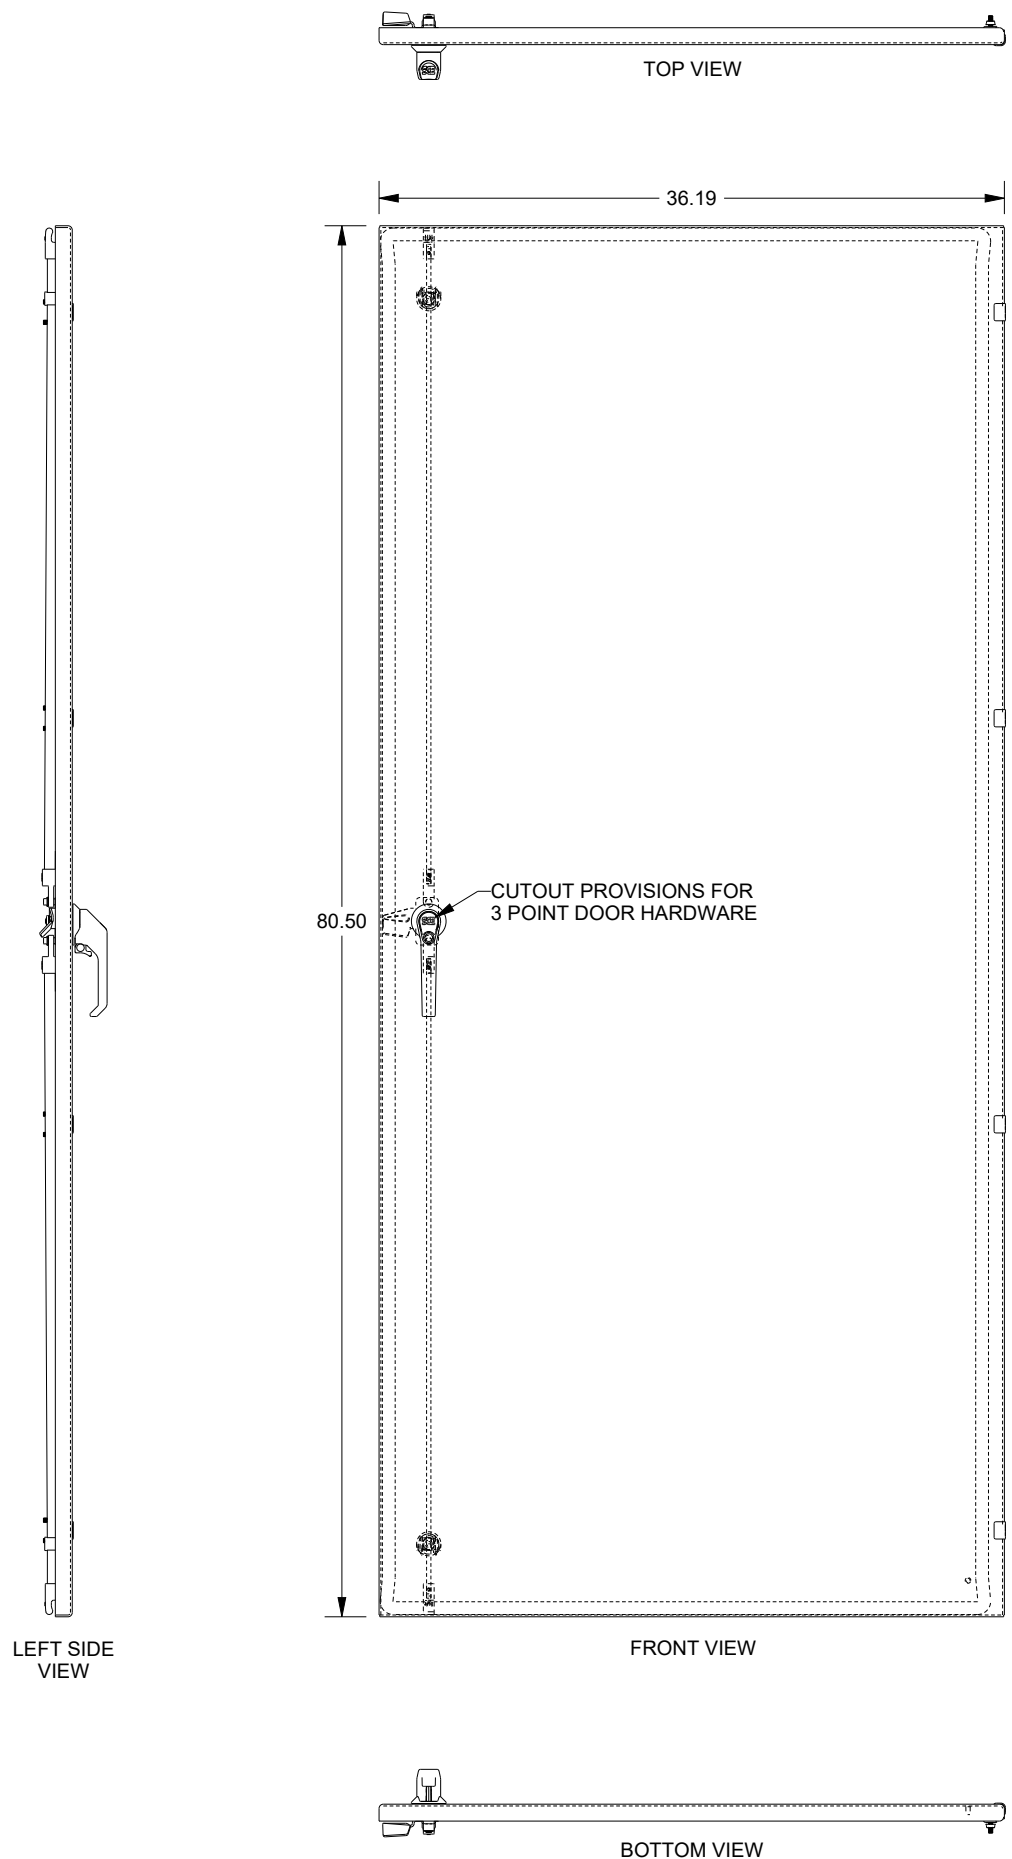 TOP VIEW
36.19
CUTOUT PROVISIONS FOR
3 POINT DOOR HARDWARE
80.50
LEFT SIDE
VIEW
FRONT VIEW
BOTTOM VIEW